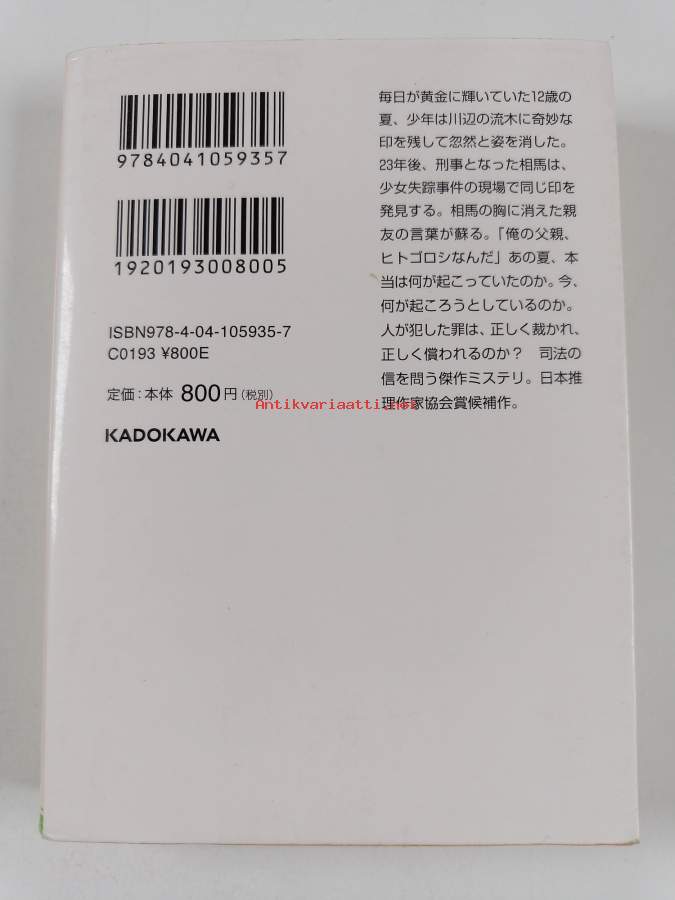 9784041059357
1920193008005
ISBN978-4-04-105935-7
C0193 ¥800E
定価：本体 800円（税別）
KADOKAWA
毎日が黄金に輝いていた12歳の
夏、少年は川辺の流木に奇妙な
印を残して忽然と姿を消した。
23年後、刑事となった相馬は、
少女失踪事件の現場で同じ印を
発見する。相馬の胸に消えた親
友の言葉が蘇る。「俺の父親、
ヒトゴロシなんだ」あの夏、本
当は何が起こっていたのか。今、
何が起ころうとしているのか。
人が犯した罪は、正しく裁かれ、
正しく償われるのか？　司法の
信を問う傑作ミステリ。日本推
理作家協会賞候補作。
Antikvariaatti.net